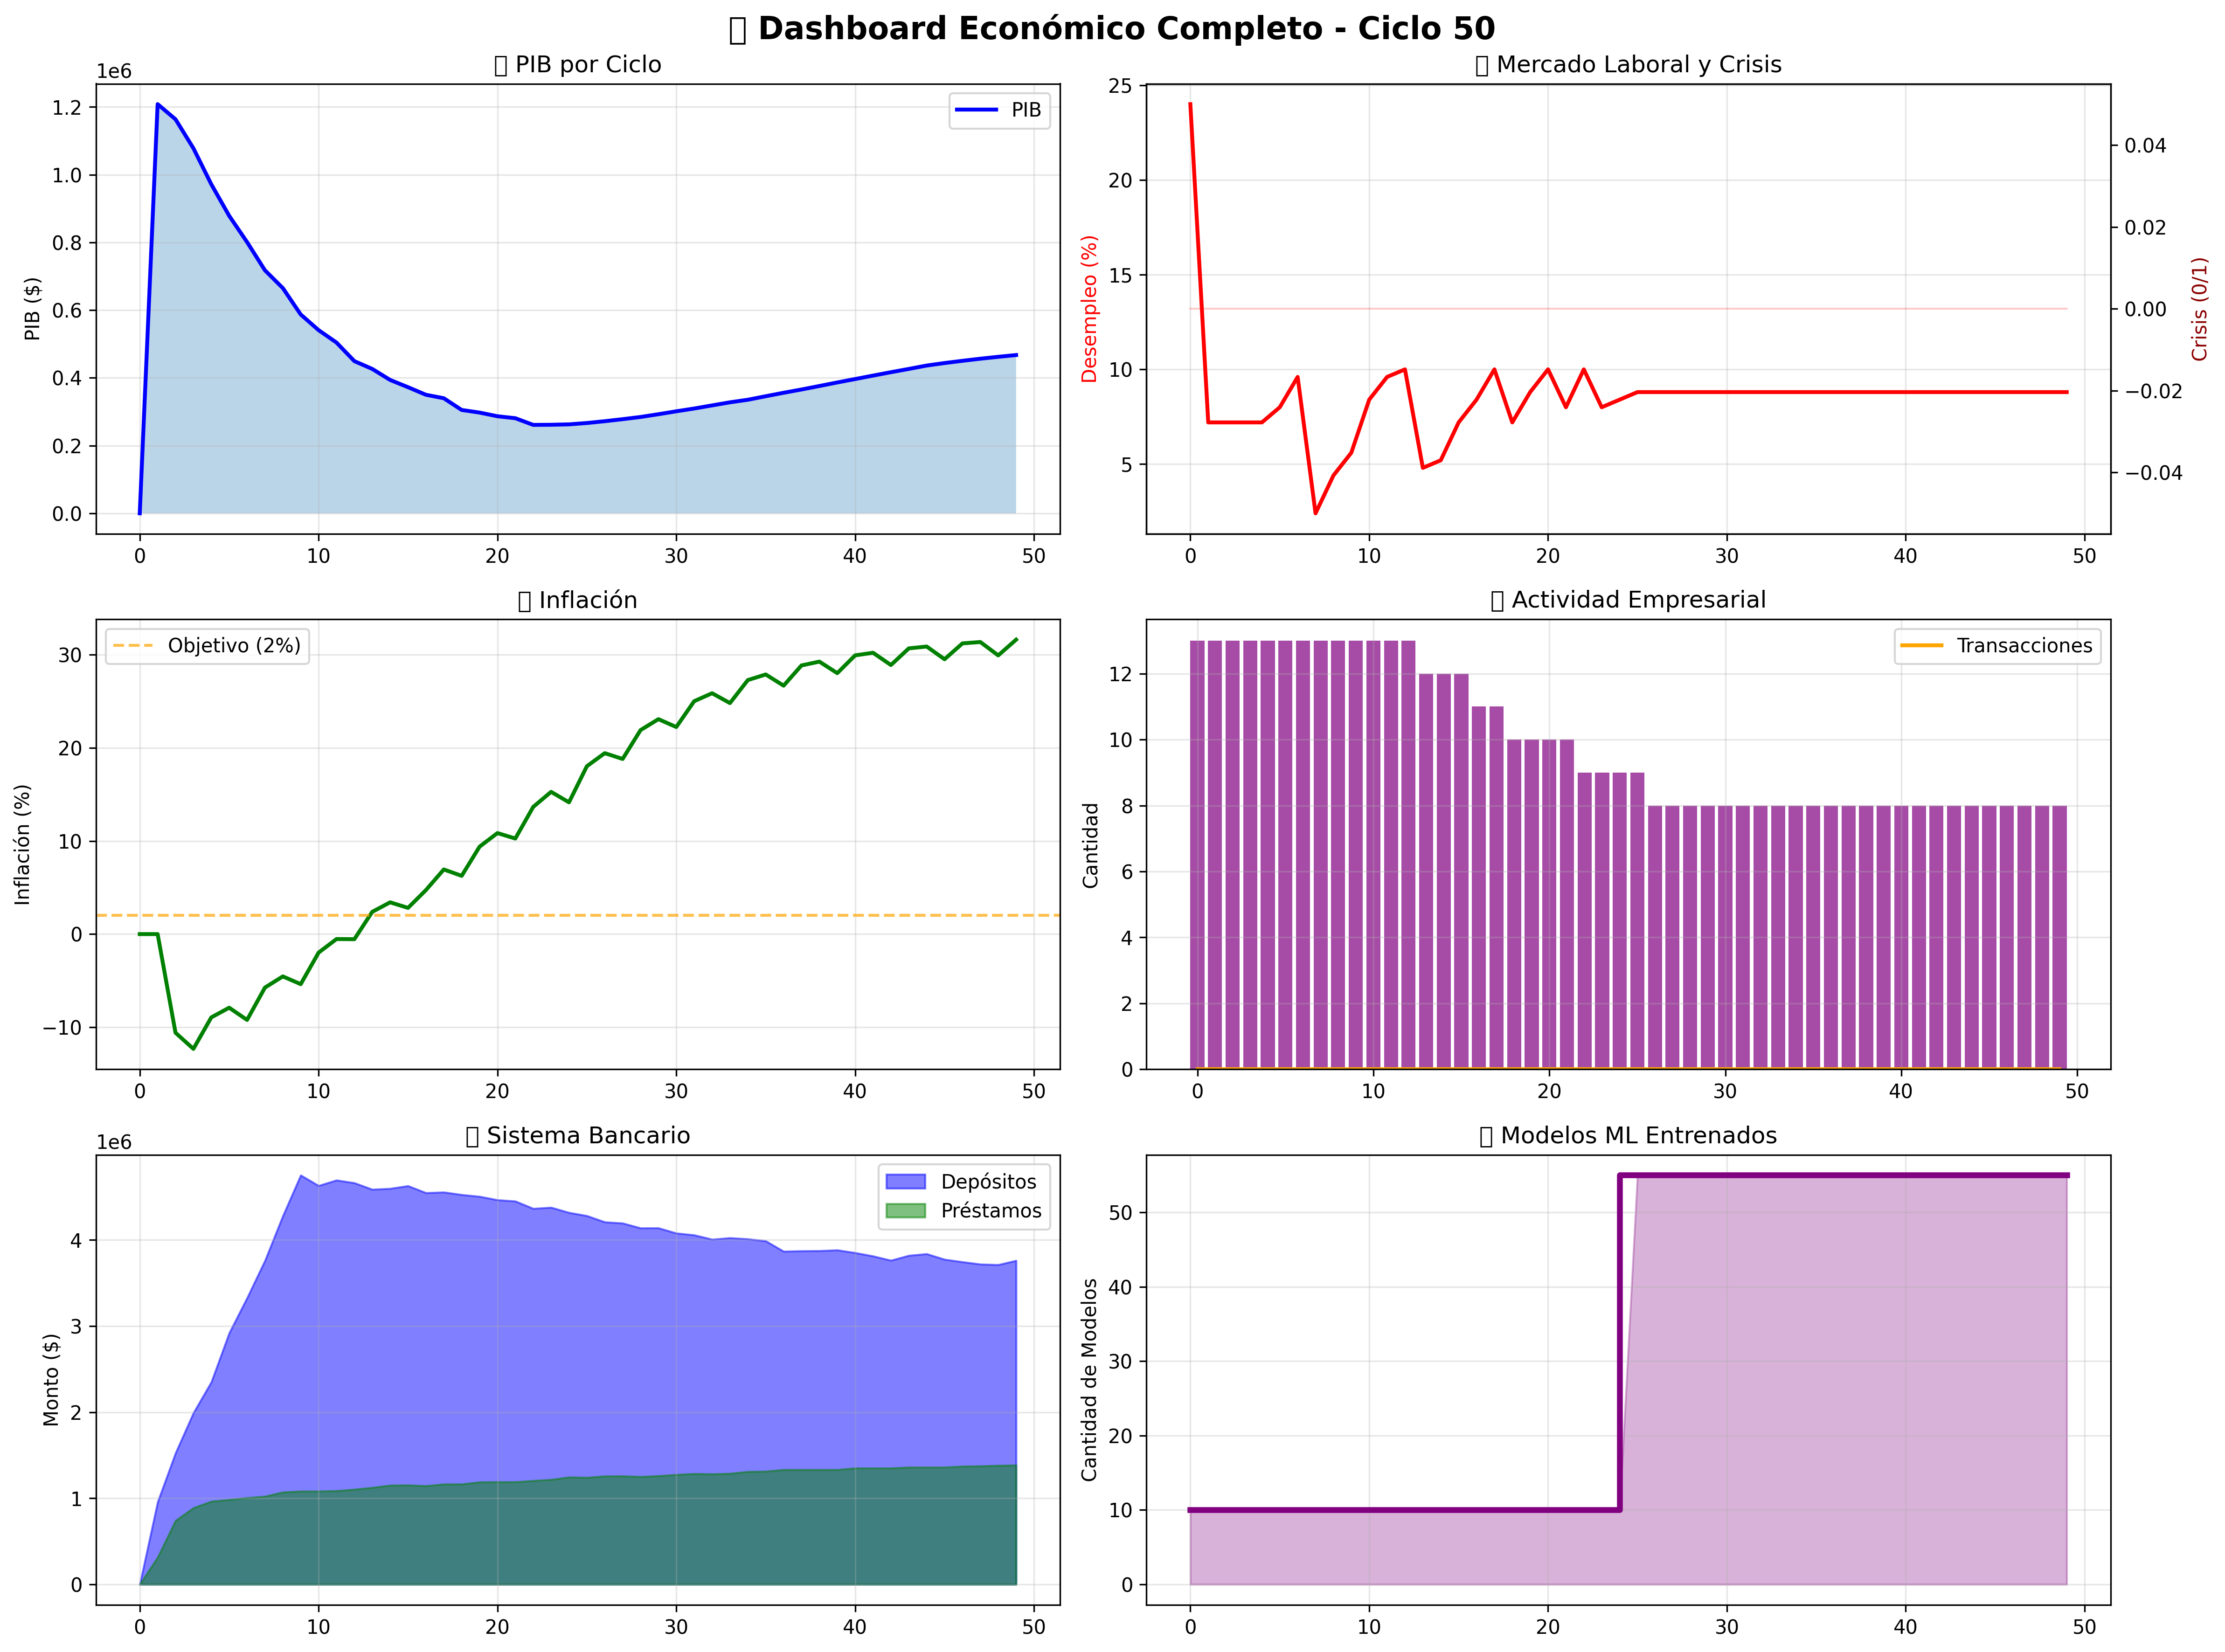 Dashboard Económico Completo - Ciclo 50
PIB por Ciclo
1e6
PIB ($)
1.2
1.0
0.8
0.6
0.4
0.2
0.0
PIB
0 10 20 30 40 50
Mercado Laboral y Crisis
Desempleo (%)
25
20
15
10
5
0.04
0.02
0.00
−0.02
−0.04
Crisis (0/1)
0 10 20 30 40 50
Inflación
Inflación (%)
30
20
10
0
−10
Objetivo (2%)
0 10 20 30 40 50
Actividad Empresarial
Cantidad
12
10
8
6
4
2
0
Transacciones
0 10 20 30 40 50
Sistema Bancario
1e6
Monto ($)
4
3
2
1
0
Depósitos
Préstamos
0 10 20 30 40 50
Modelos ML Entrenados
Cantidad de Modelos
50
40
30
20
10
0
0 10 20 30 40 50